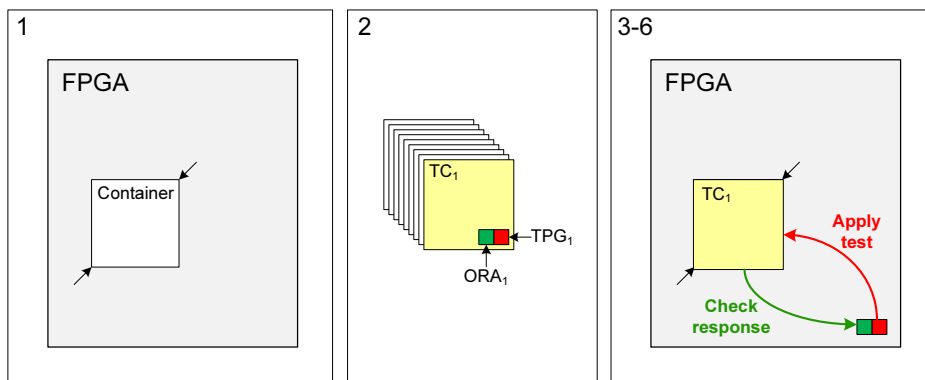 1
FPGA
Container
2
TC₁
TPG₁
ORA₁
3-6
FPGA
TC₁
Apply
test
Check
response